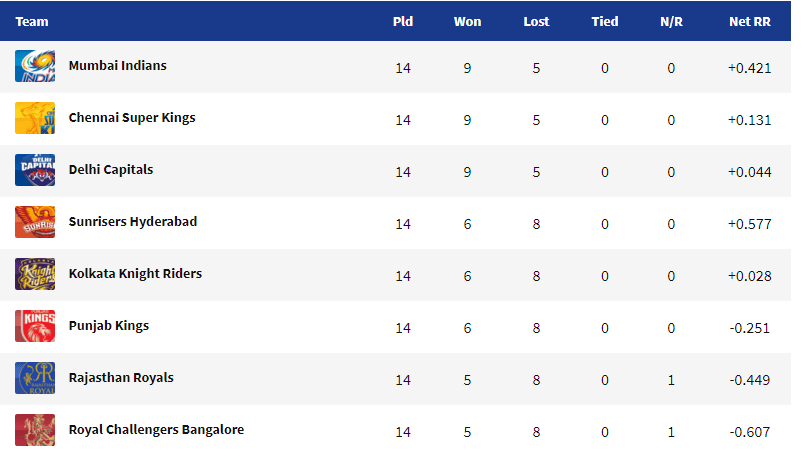 Team Pld Won Lost Tied N/R Net RR
Mumbai Indians 14 9 5 0 0 +0.421
Chennai Super Kings 14 9 5 0 0 +0.131
Delhi Capitals 14 9 5 0 0 +0.044
Sunrisers Hyderabad 14 6 8 0 0 +0.577
Kolkata Knight Riders 14 6 8 0 0 +0.028
Punjab Kings 14 6 8 0 0 -0.251
Rajasthan Royals 14 5 8 0 1 -0.449
Royal Challengers Bangalore 14 5 8 0 1 -0.607